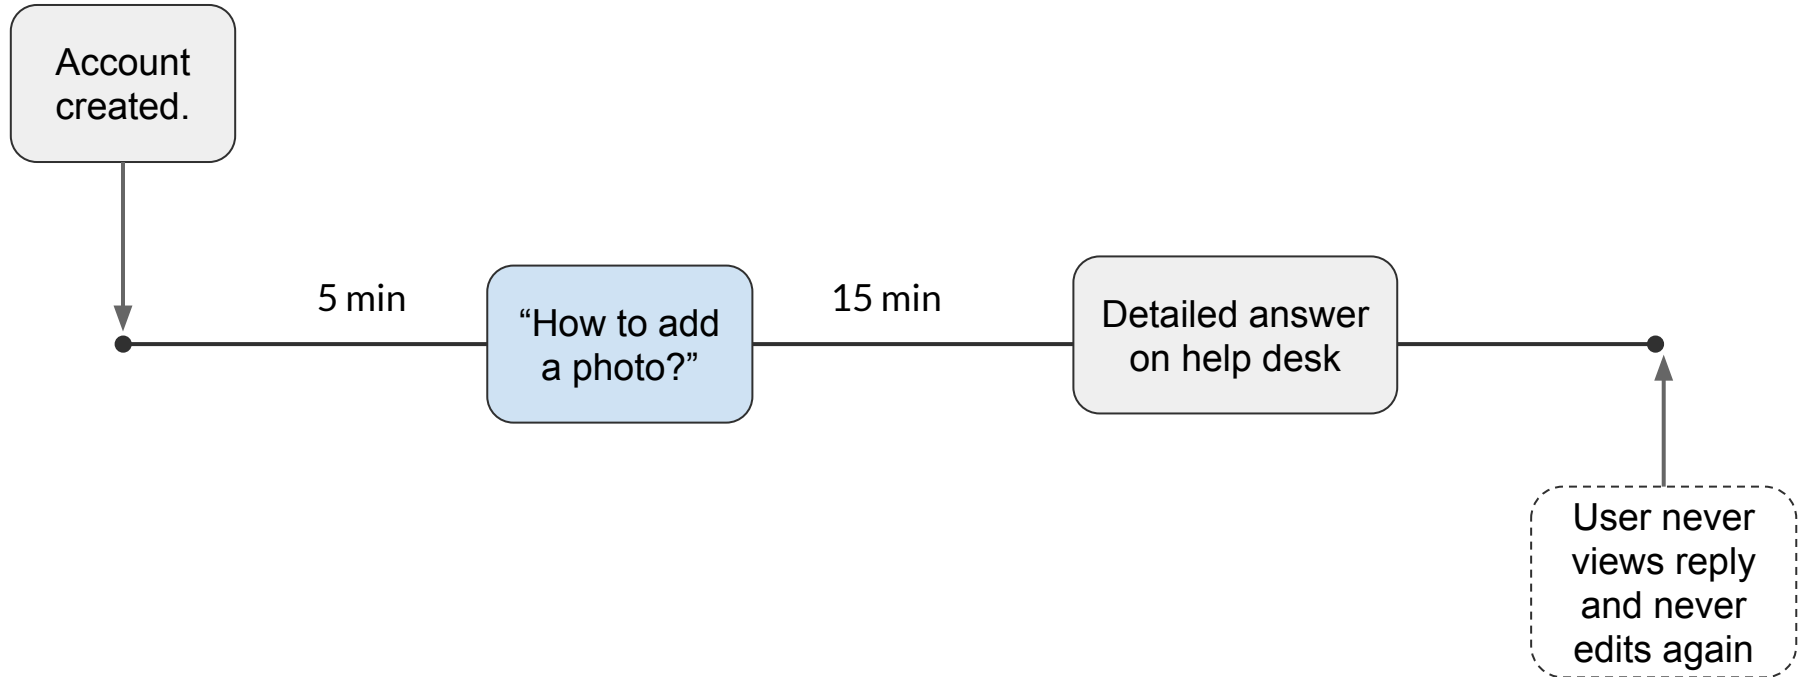 Account
created.
5 min
“How to add
a photo?”
15 min
Detailed answer
on help desk
User never
views reply
and never
edits again